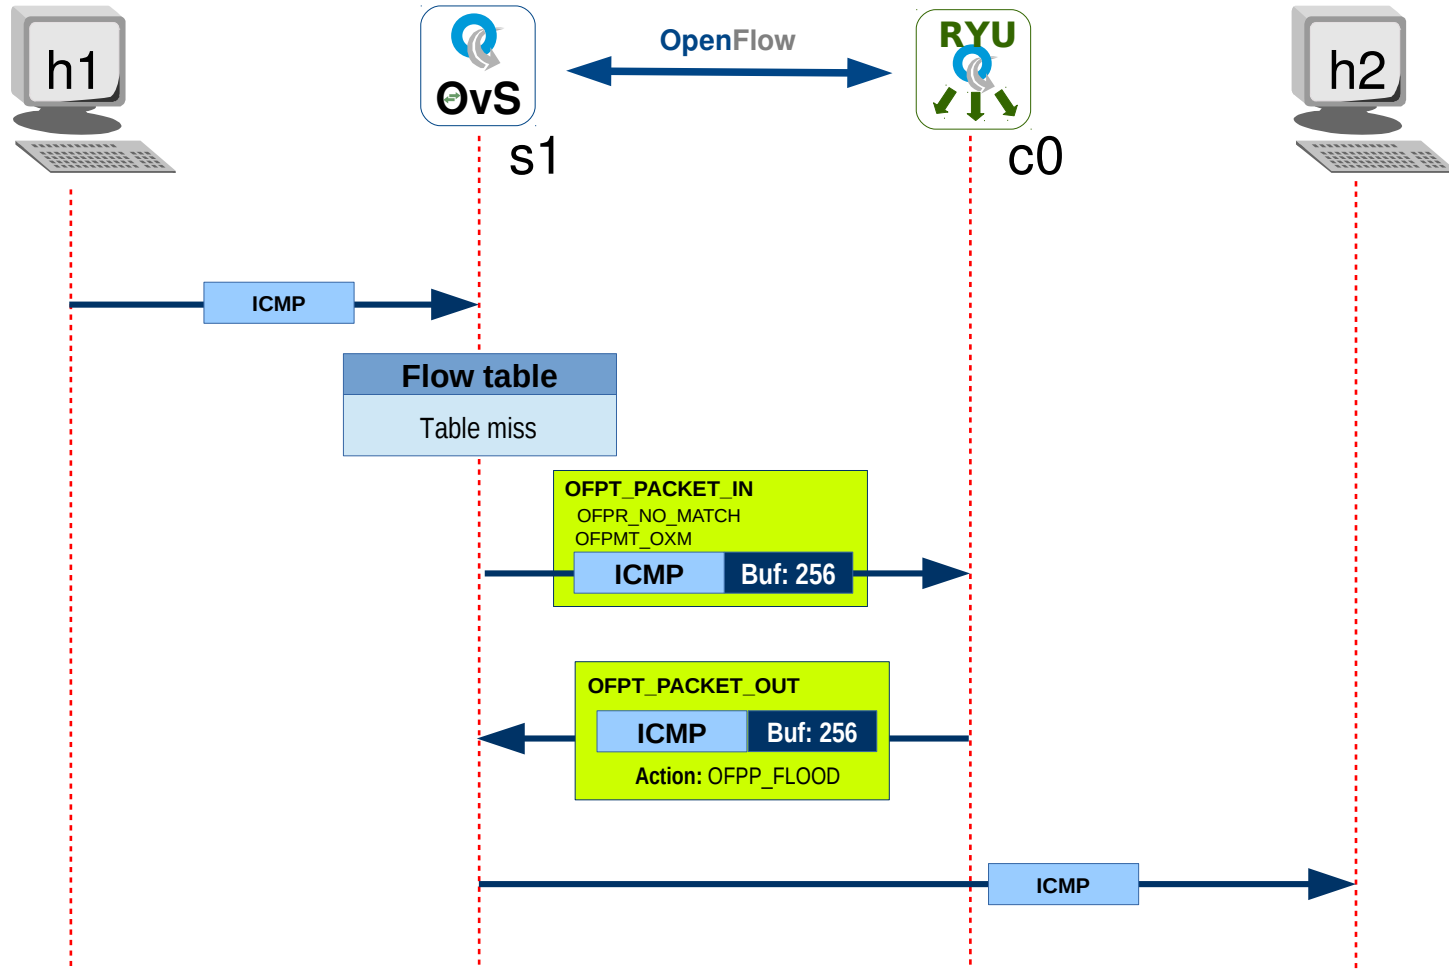 h1
OvS
s1
OpenFlow
RYU
c0
h2
ICMP
Flow table
Table miss
OFPT_PACKET_IN
OFPR_NO_MATCH
OFPMT_OXM
ICMP Buf: 256
OFPT_PACKET_OUT
ICMP Buf: 256
Action: OFPP_FLOOD
ICMP